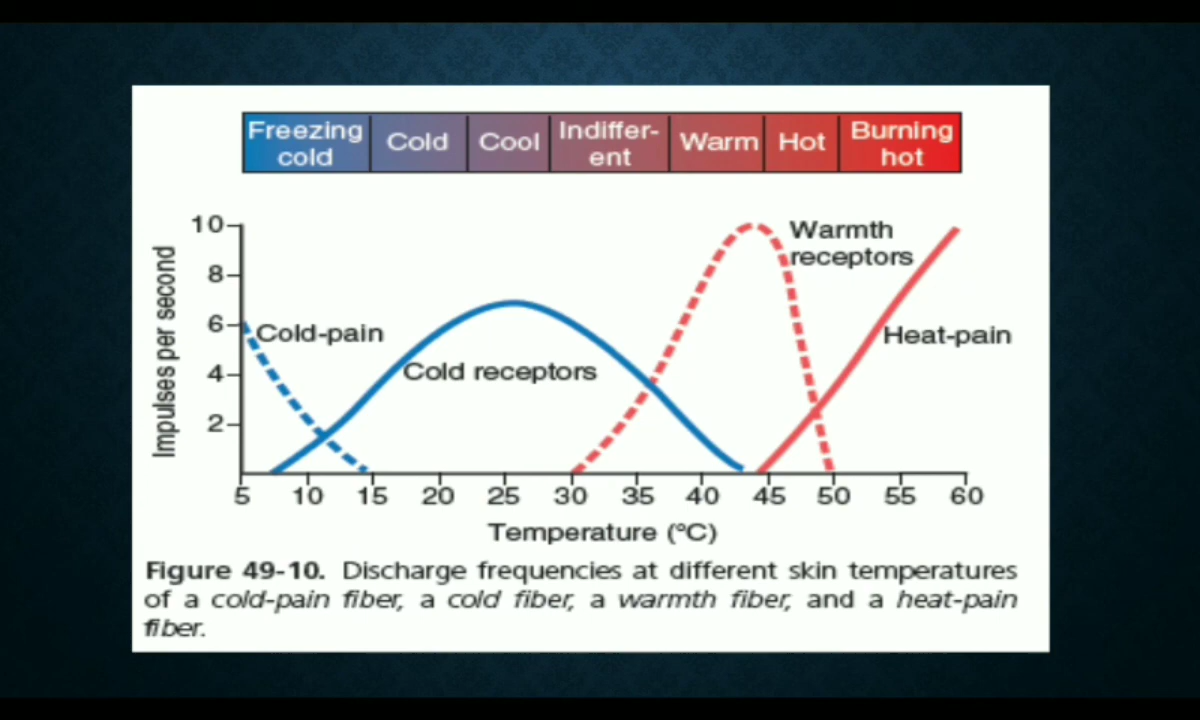 Freezing cold
Cold
Cool
Indiffer-
ent
Warm
Hot
Burning hot
Impulses per second
10
8
6
4
2
Cold-pain
Cold receptors
Warmth
receptors
Heat-pain
5 10 15 20 25 30 35 40 45 50 55 60
Temperature (°C)
Figure 49-10. Discharge frequencies at different skin temperatures
of a cold-pain fiber, a cold fiber, a warmth fiber, and a heat-pain
fiber.